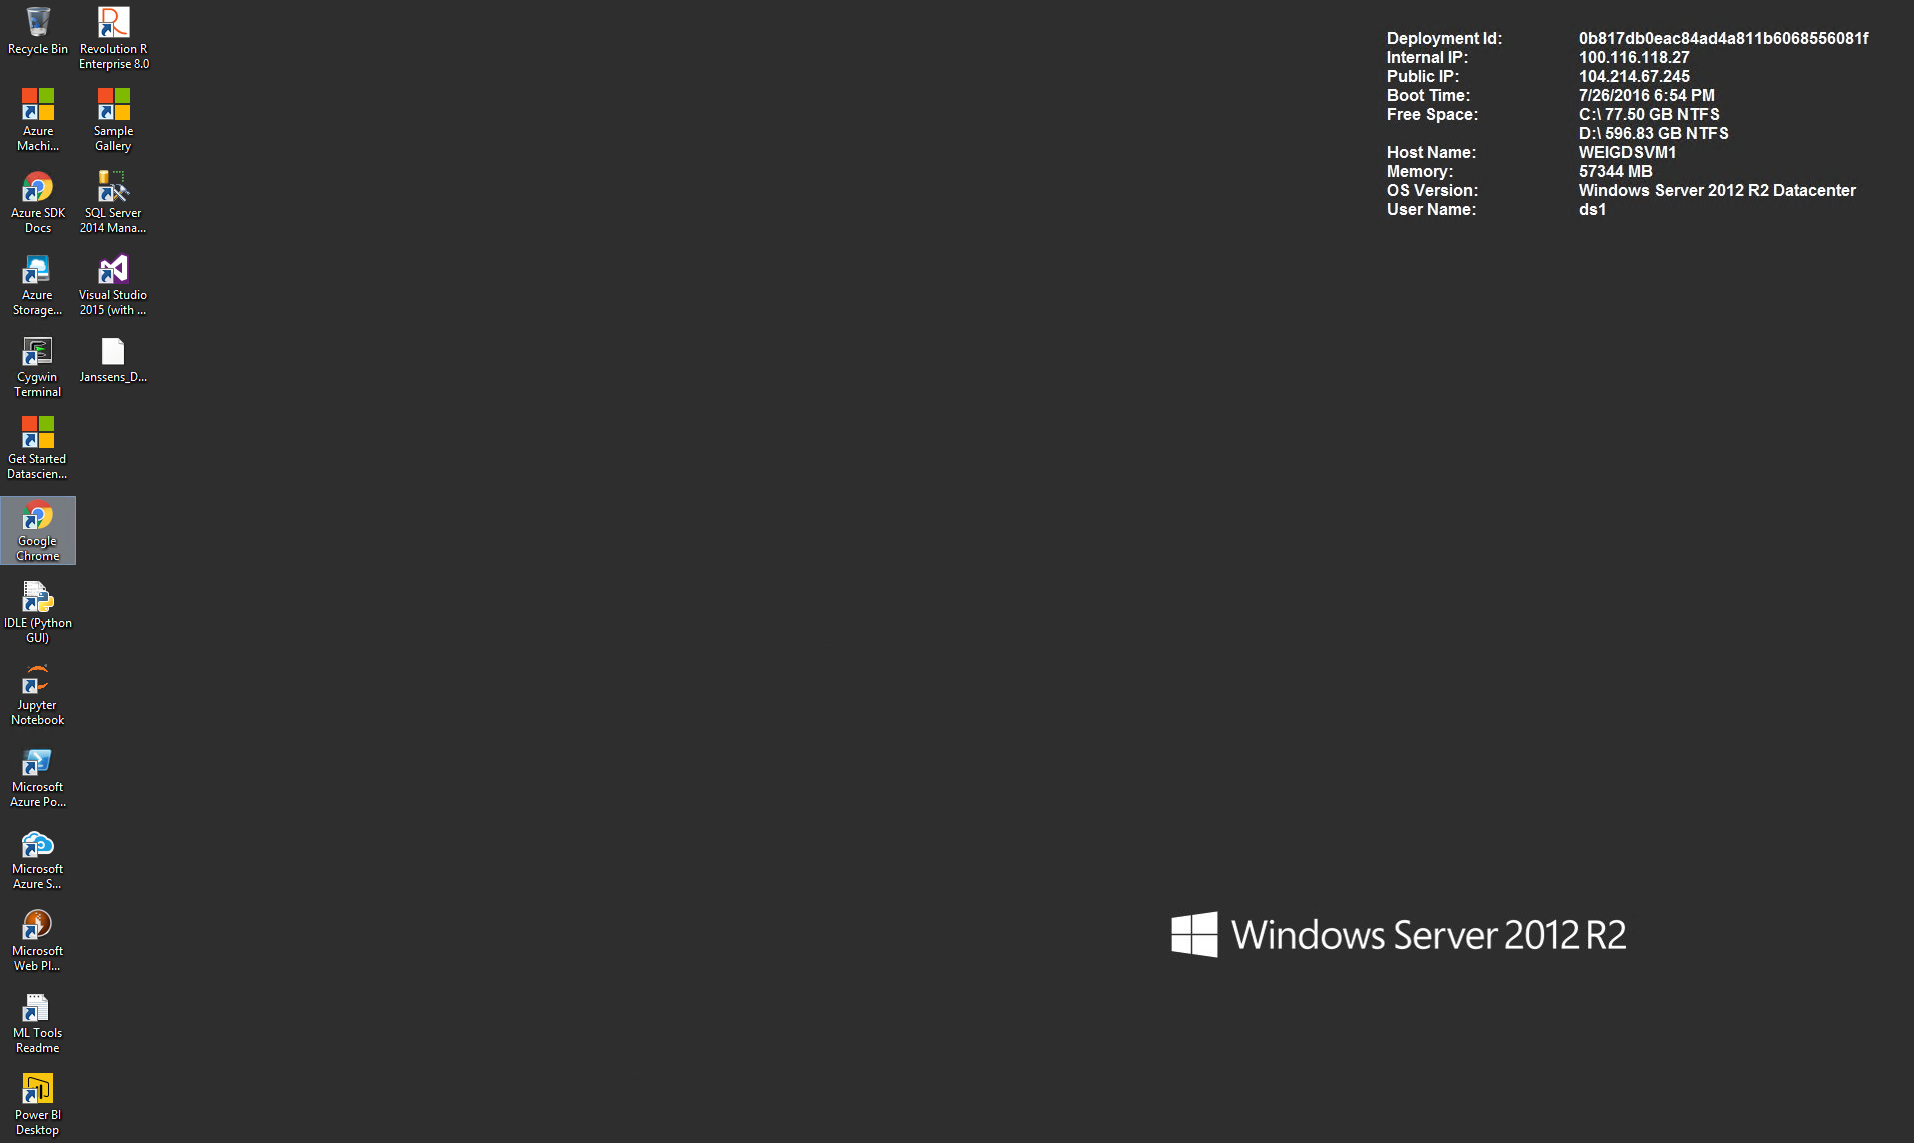 Recycle Bin
Revolution R
Enterprise 8.0
Azure
Machi...
Sample
Gallery
Azure SDK
Docs
SQL Server
2014 Mana...
Azure
Storage...
Visual Studio
2015 (with ...
Cygwin
Terminal
Janssens_D...
Get Started
Datascien...
Google
Chrome
IDLE (Python
GUI)
Jupyter
Notebook
Microsoft
Azure Po...
Microsoft
Azure S...
Microsoft
Web Pl...
ML Tools
Readme
Power BI
Desktop
Deployment Id: 0b817db0eac84ad4a811b6068556081f
Internal IP: 100.116.118.27
Public IP: 104.214.67.245
Boot Time: 7/26/2016 6:54 PM
Free Space: C:\ 77.50 GB NTFS
D:\ 596.83 GB NTFS
Host Name: WEIGDSVM1
Memory: 57344 MB
OS Version: Windows Server 2012 R2 Datacenter
User Name: ds1
Windows Server 2012 R2